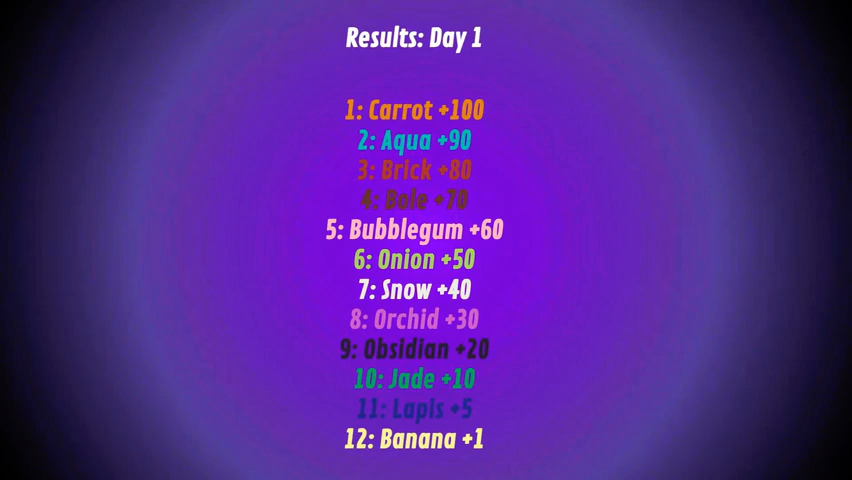 Results: Day 1
1: Carrot +100
2: Aqua +90
3: Brick +80
4: Bole +70
5: Bubblegum +60
6: Onion +50
7: Snow +40
8: Orchid +30
9: Obsidian +20
10: Jade +10
11: Lapis +5
12: Banana +1